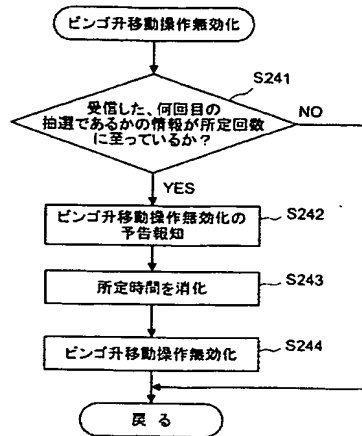 ビンゴ升移動操作無効化
S241
受信した、何回目の
抽選であるかの情報が所定回数
に至っているか？
NO
YES
ビンゴ升移動操作無効化の
予告報知
S242
所定時間を消化
S243
ビンゴ升移動操作無効化
S244
戻る